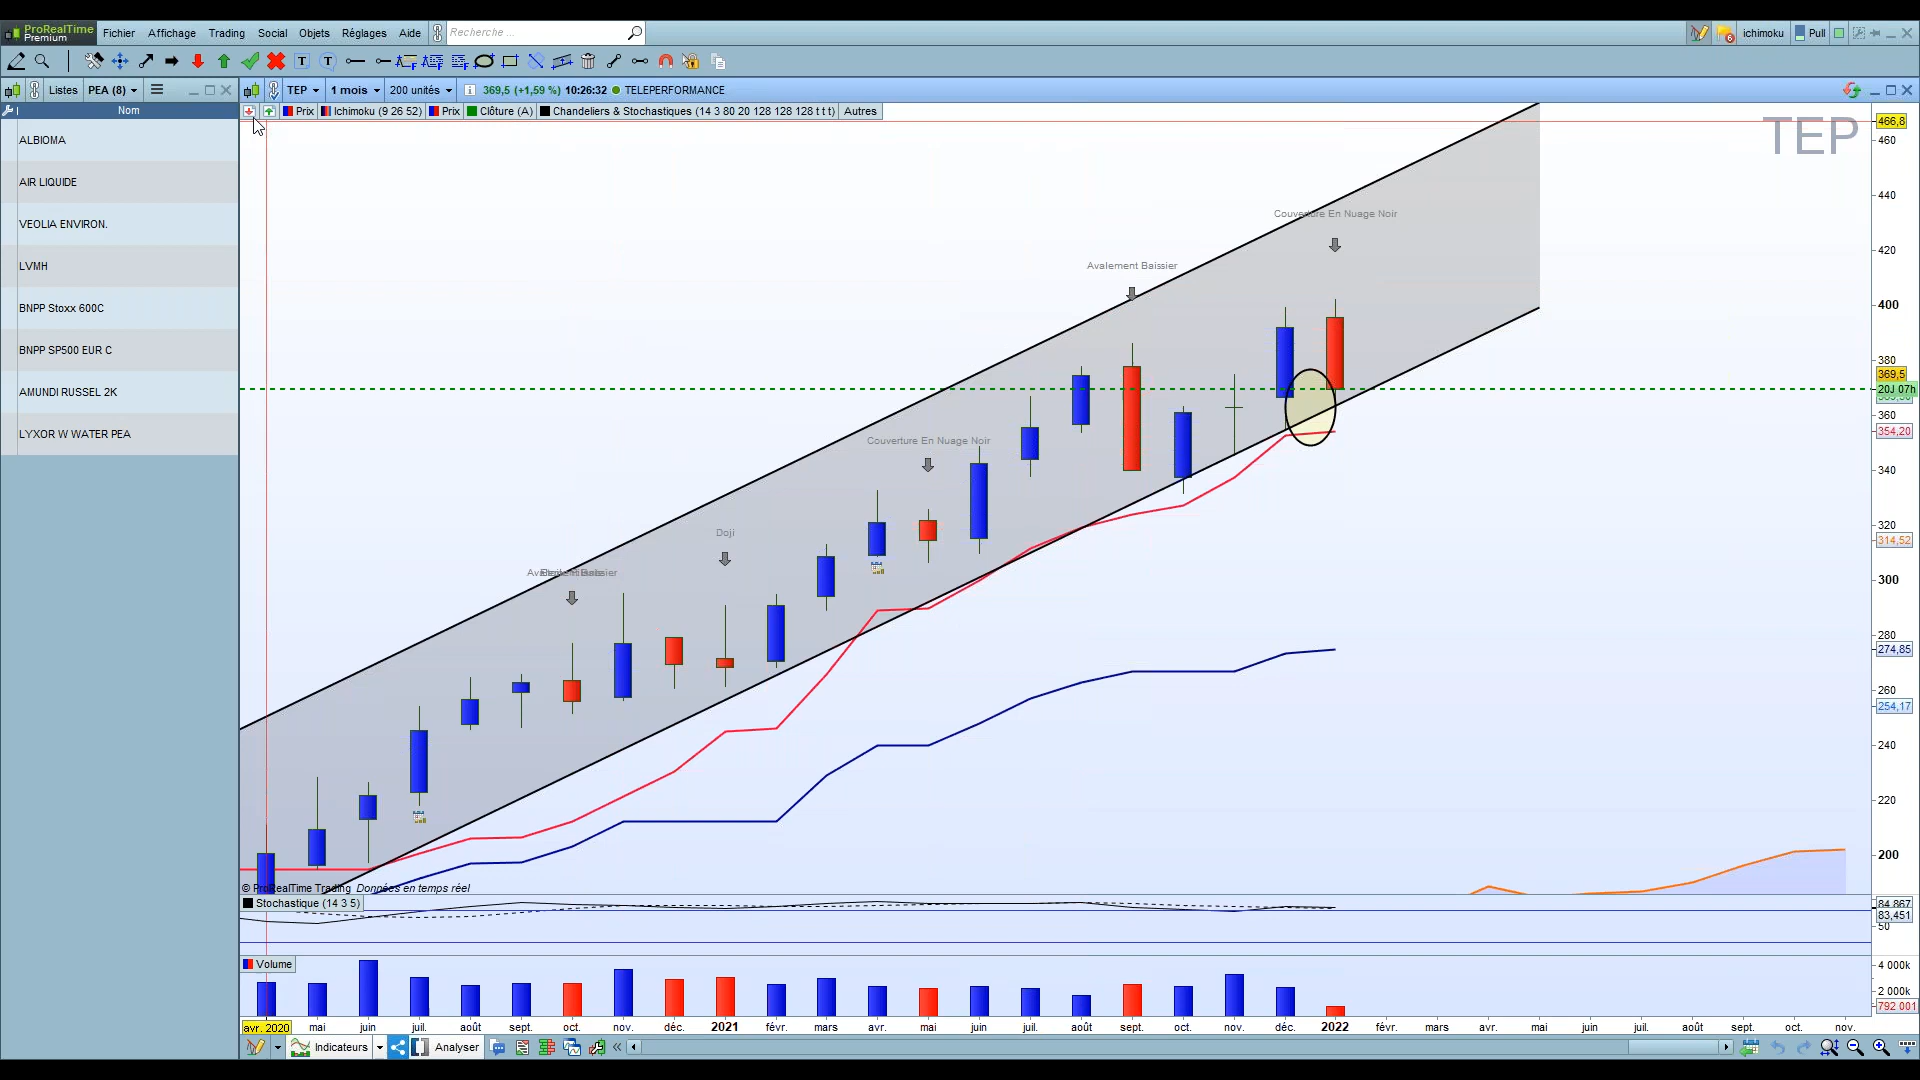 ProRealTime
Premium
Fichier Affichage Trading Social Objets Réglages Aide Recherche ... 6 ichimoku Pull
Listes PEA (8) TEP 1 mois 200 unités 369,5 (+1,59 %) 10:26:32 TELEPERFORMANCE
Nom
Prix Ichimoku (9 26 52) Prix Clôture (A) Chandeliers & Stochastiques (14 3 80 20 128 128 128 t t t) Autres
ALBIOMA
AIR LIQUIDE
VEOLIA ENVIRON.
LVMH
BNPP Stoxx 600C
BNPP SP500 EUR C
AMUNDI RUSSEL 2K
LYXOR W WATER PEA
TEP
Couverture En Nuage Noir
Avalement Baissier
Couverture En Nuage Noir
Doji
466,8
460
440
420
400
380
369,5
20J 07h
360
354,20
340
320
314,52
300
280
274,85
260
254,17
240
220
200
© ProRealTime Trading Données en temps réel
Stochastique (14 3 5)
84,867
83,451
50
Volume
4 000k
2 000k
792 001
avr. 2020 mai juin juil. août sept. oct. nov. déc. 2021 févr. mars avr. mai juin juil. août sept. oct. nov. déc. 2022 févr. mars avr. mai juin juil. août sept. oct. nov.
Indicateurs Analyser